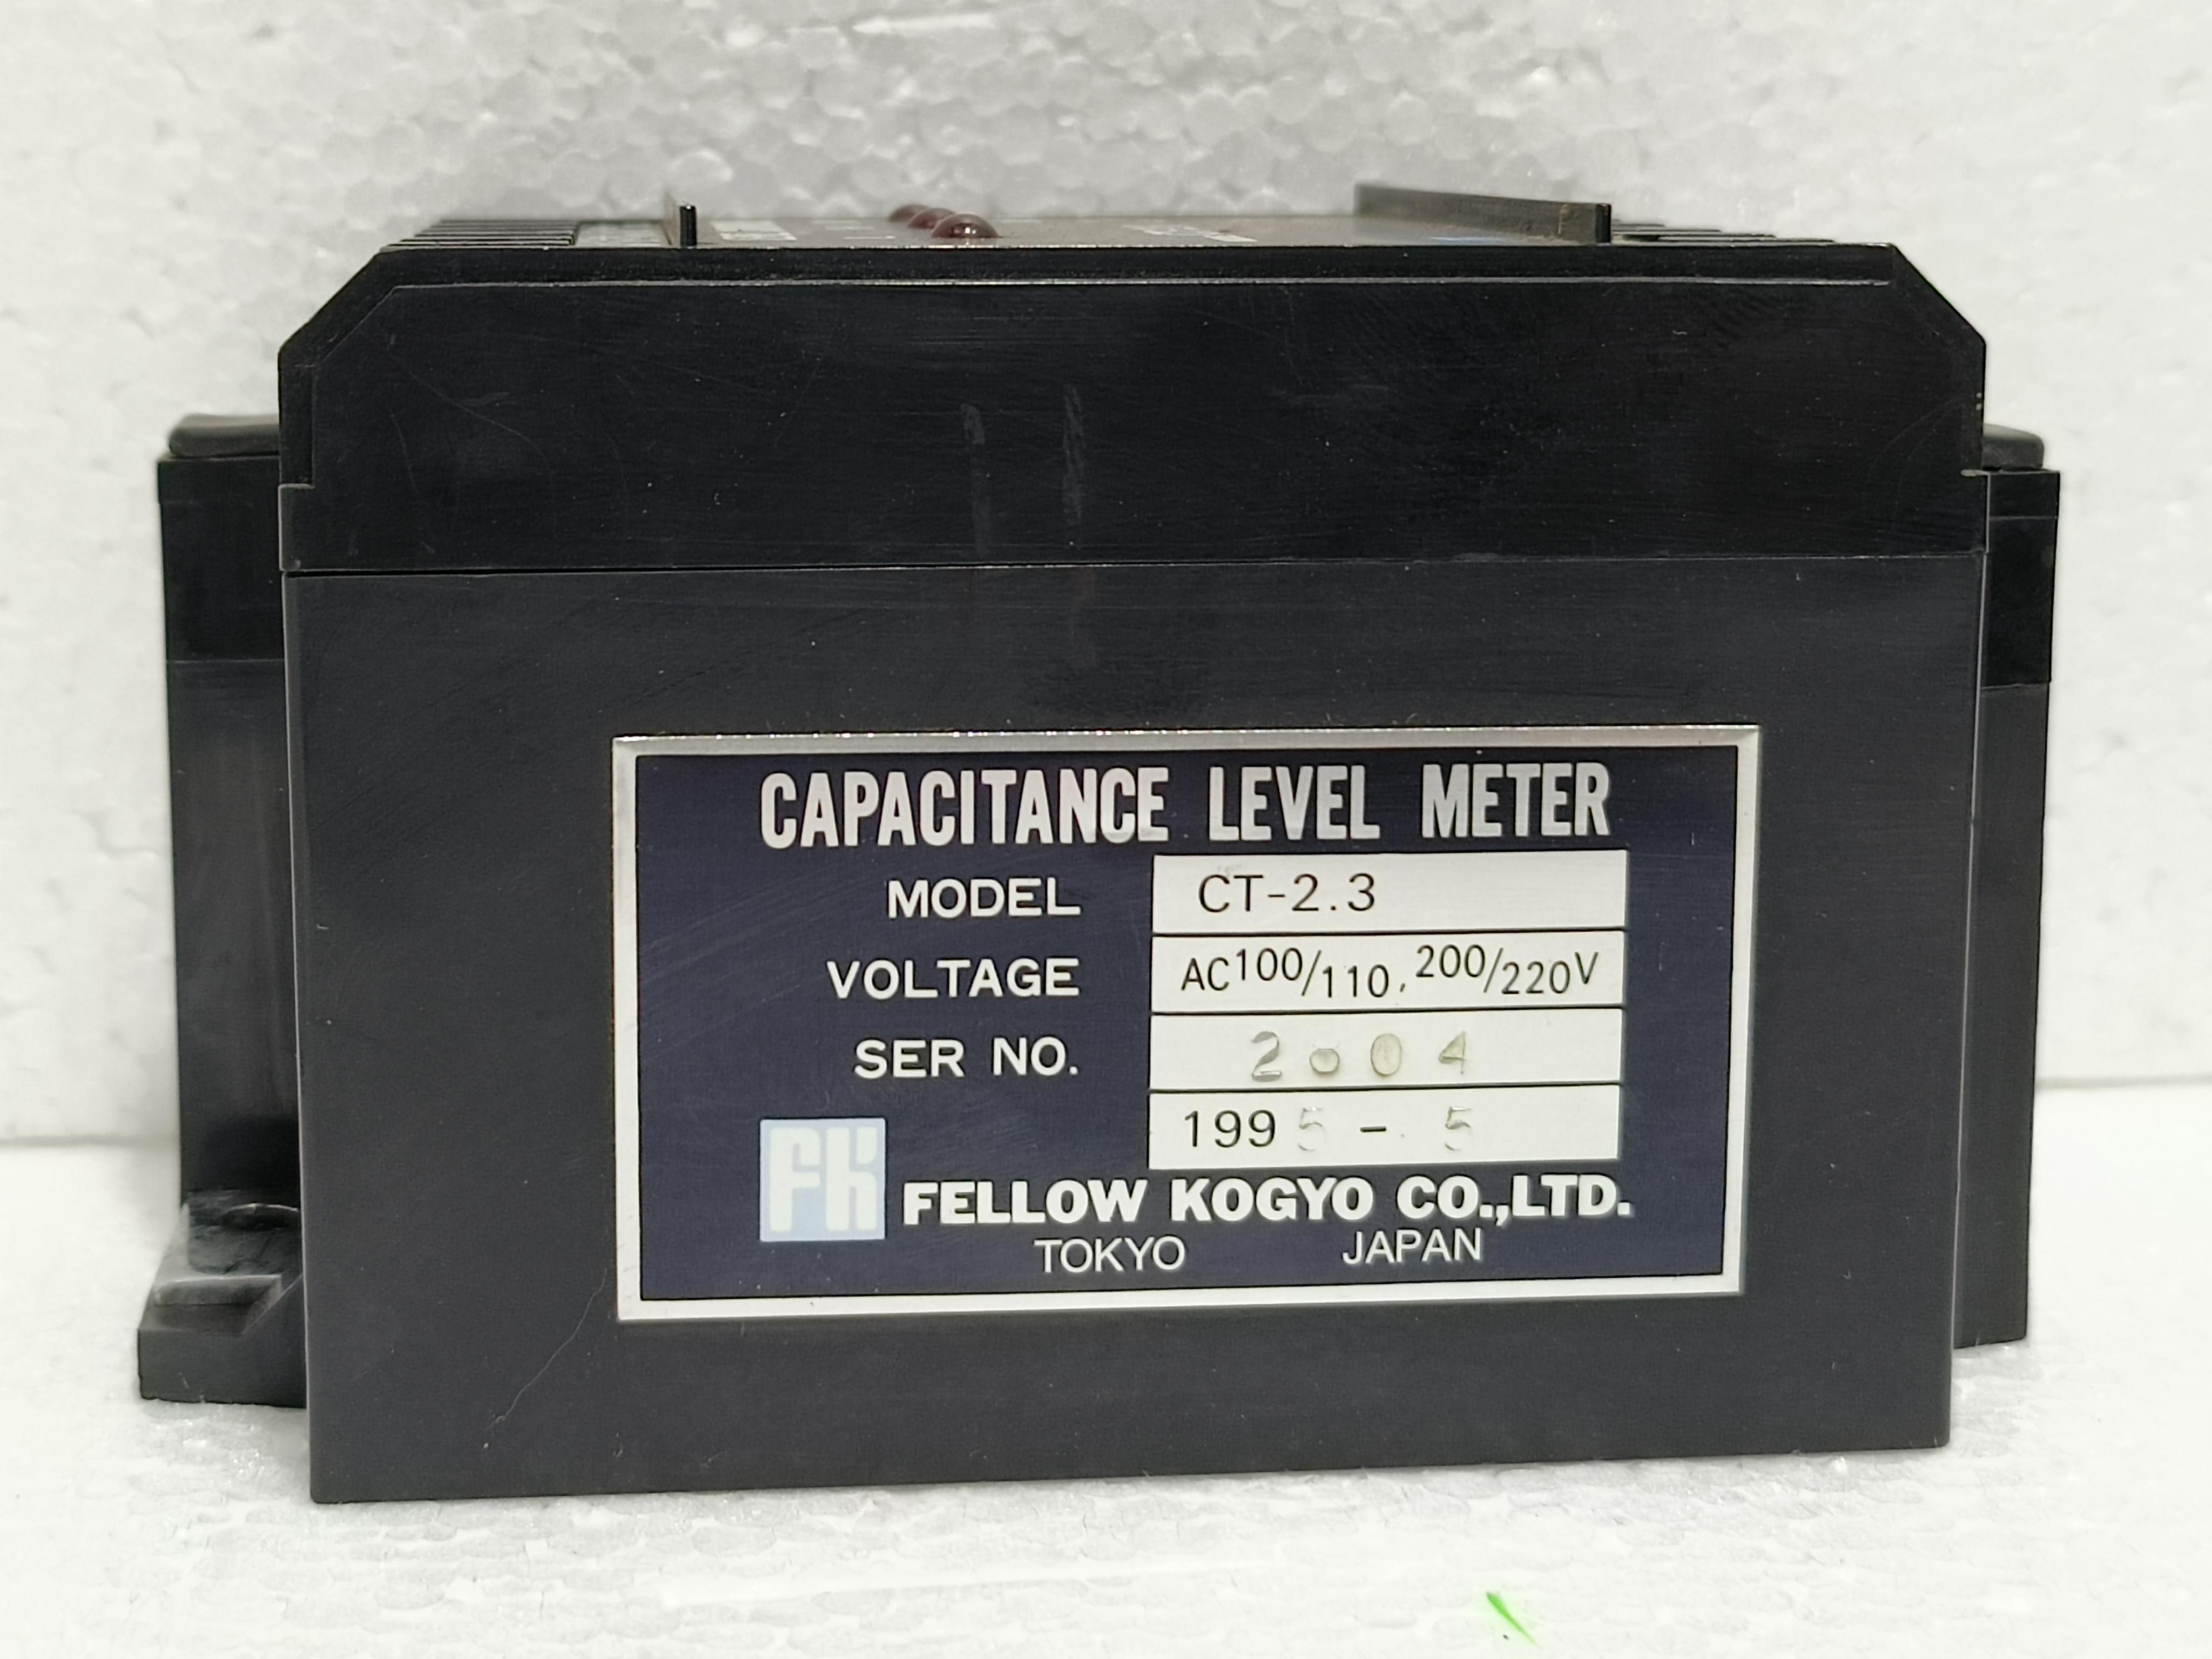 CAPACITANCE LEVEL METER
MODEL CT-2.3
VOLTAGE AC100/110, 200/220V
SER NO. 2004
1995 - 5
FK FELLOW KOGYO CO.,LTD.
TOKYO JAPAN